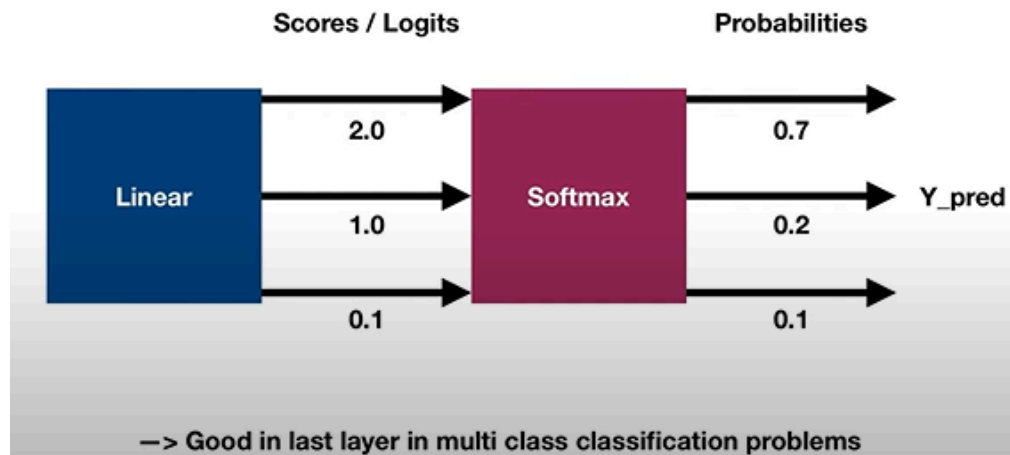 Scores / Logits
Probabilities
Linear
2.0
1.0
0.1
Softmax
0.7
0.2
0.1
Y_pred
—> Good in last layer in multi class classification problems